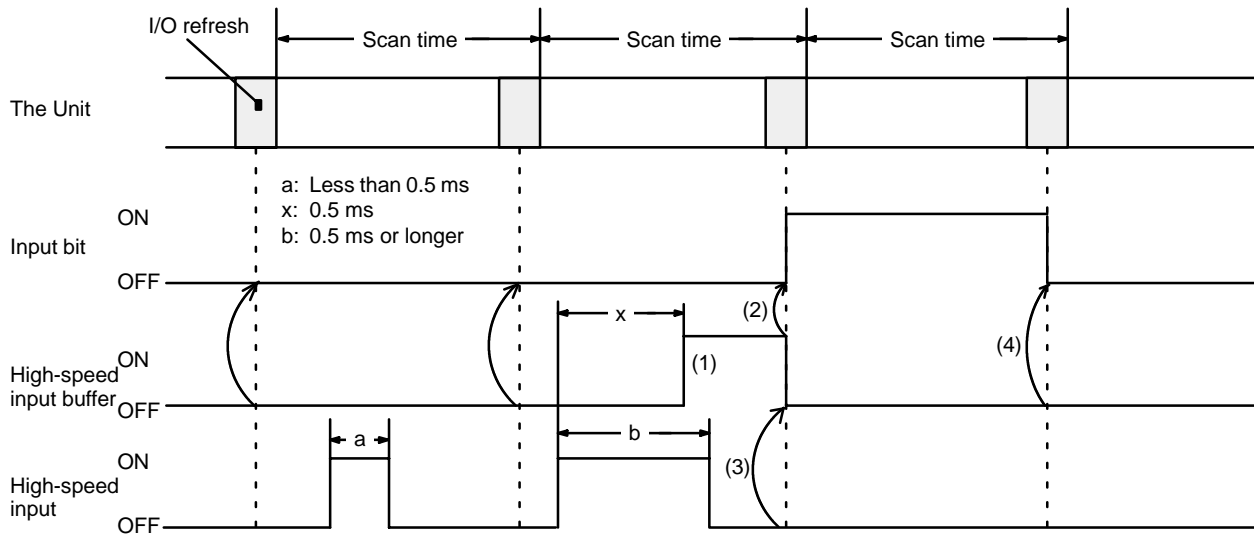 I/O refresh
Scan time
Scan time
Scan time
The Unit
a: Less than 0.5 ms
x: 0.5 ms
b: 0.5 ms or longer
ON
Input bit
OFF
x
(2)
ON
(1)
(4)
High-speed
input buffer
OFF
a
b
ON
(3)
High-speed
input
OFF